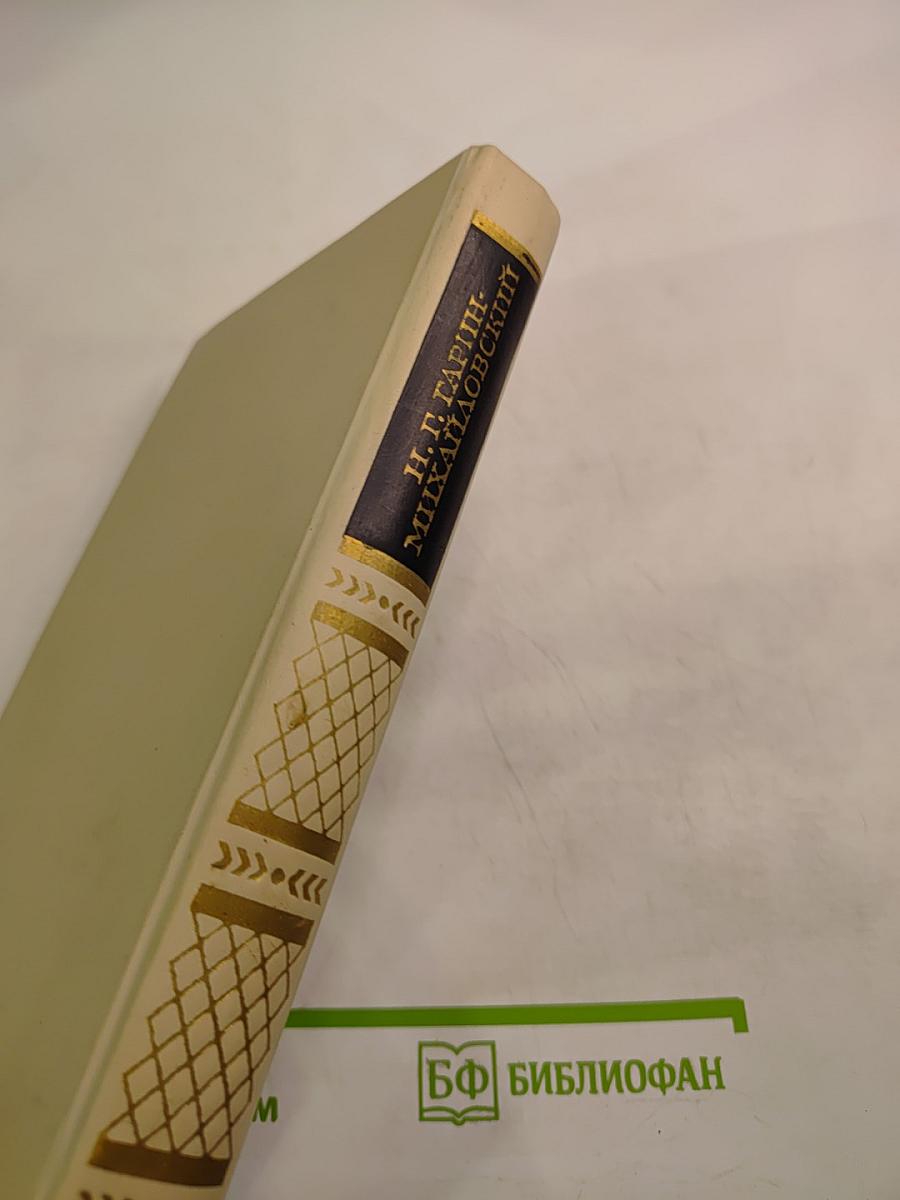 Н. Г. ГАРИН-
МИХАЙЛОВСКИЙ
М
БФ БИБЛИОФАН